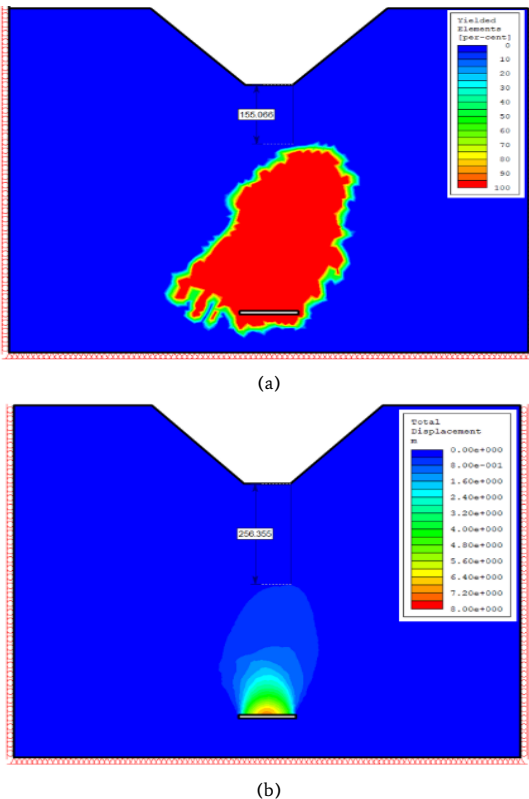 Yielded
Elements
[per-cent]
0
10
20
30
40
50
60
70
80
90
100
155.066
(a)
Total
Displacement
m
0.00e+000
8.00e-001
1.60e+000
2.40e+000
3.20e+000
4.00e+000
4.80e+000
5.60e+000
6.40e+000
7.20e+000
8.00e+000
256.355
(b)